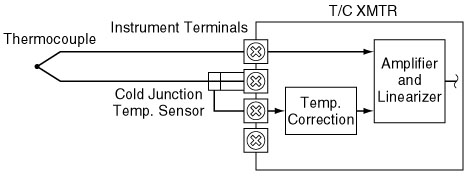 T/C XMTR
Instrument Terminals
Thermocouple
Amplifier
and
Linearizer
Cold Junction
Temp. Sensor
Temp.
Correction